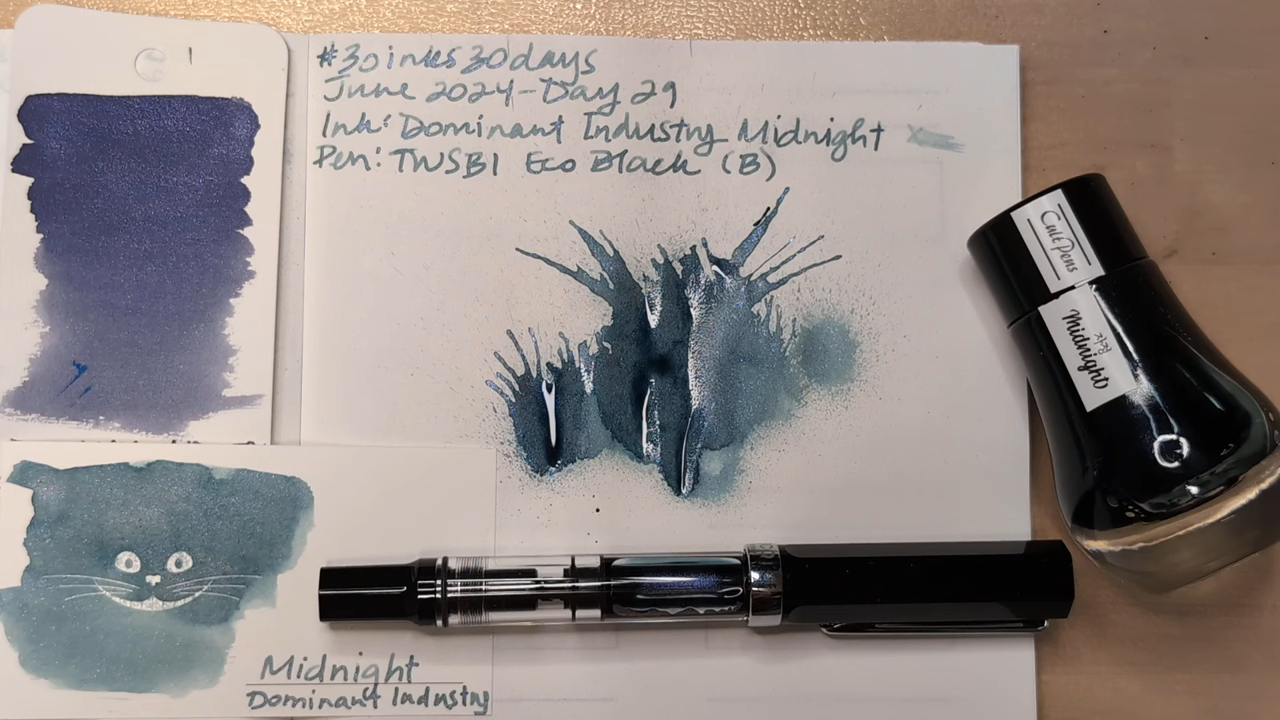 #30inks30days
June 2024-Day 29
Ink: Dominant Industry Midnight
Pen: TWSBI Eco Black (B)
Cult Pens
Midnight
Midnight
Dominant Industry